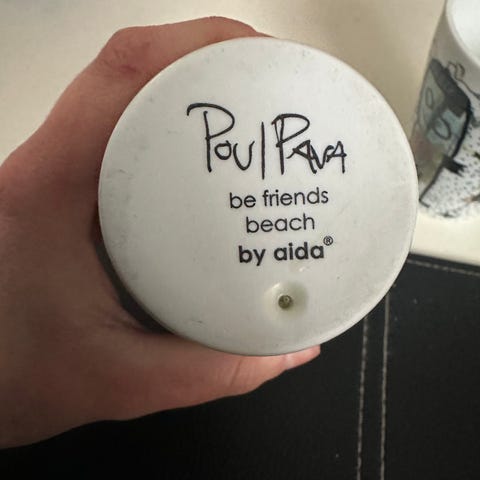 Poul Pava
be friends
beach
by aida®